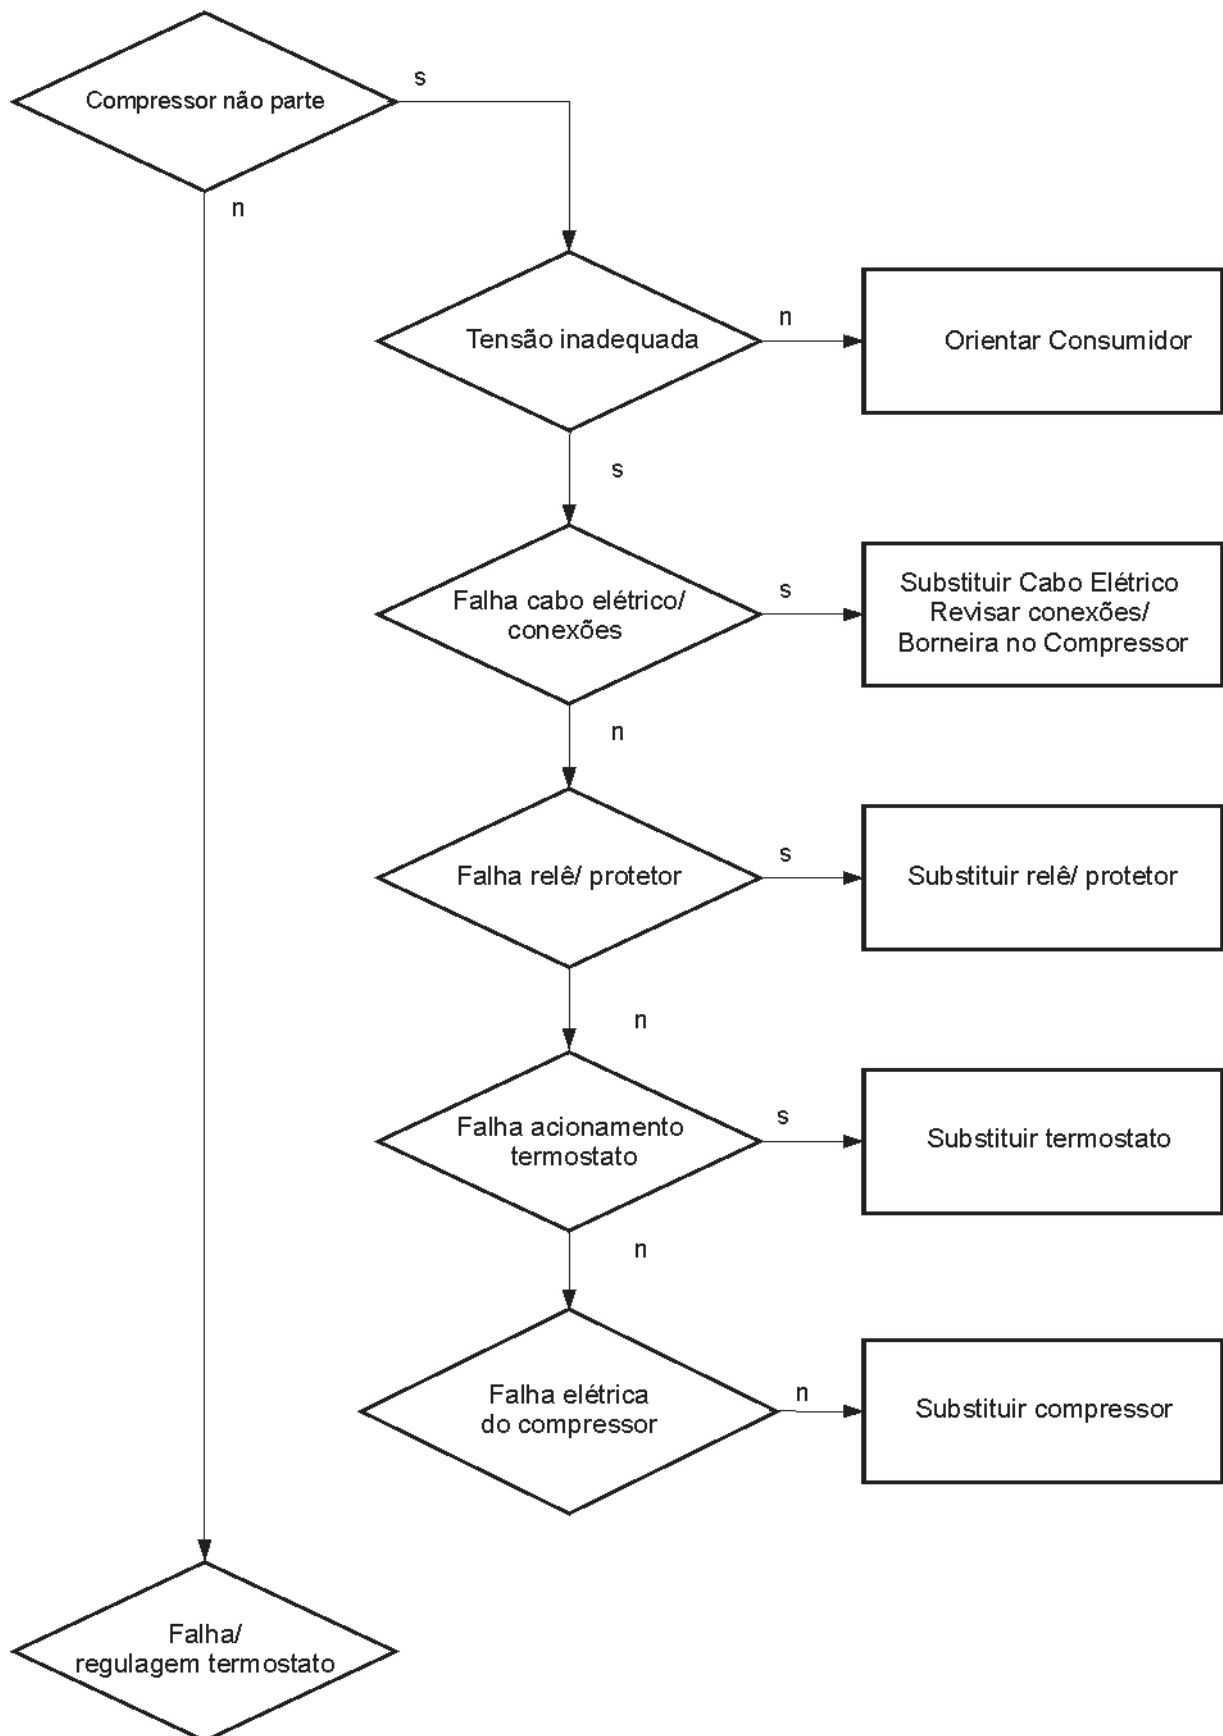 s
Compressor não parte
n
Tensão inadequada
n
Orientar Consumidor
s
Falha cabo elétrico/
conexões
s
Substituir Cabo Elétrico
Revisar conexões/
Borneira no Compressor
n
Falha relê/ protetor
s
Substituir relê/ protetor
n
Falha acionamento
termostato
s
Substituir termostato
n
Falha elétrica
do compressor
n
Substituir compressor
Falha/
regulagem termostato